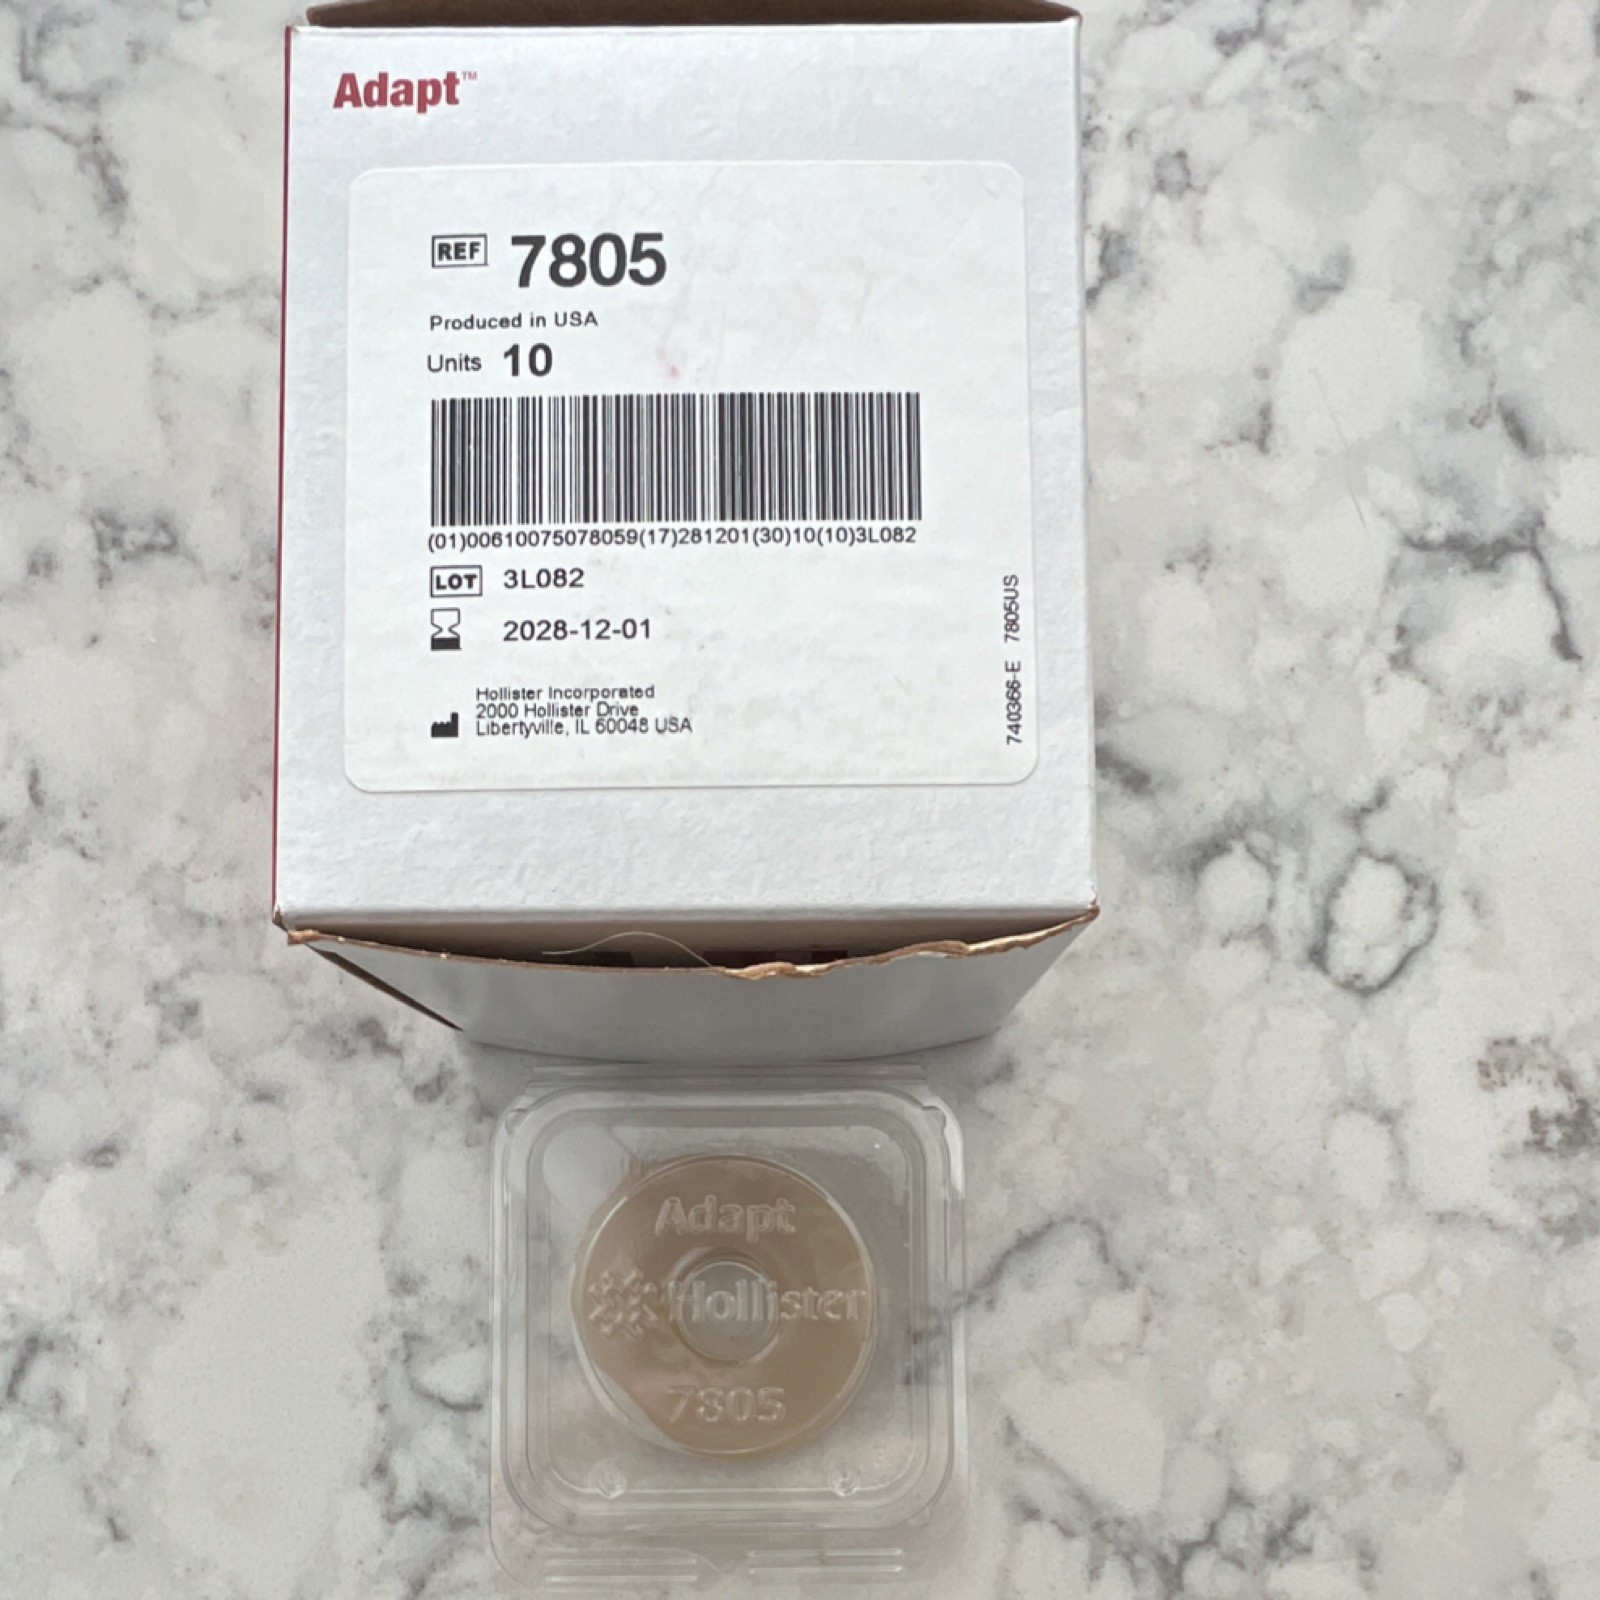 Adapt™
REF 7805
Produced in USA
Units 10
(01)00610075078059(17)281201(30)10(10)3L082
LOT 3L082
2028-12-01
Hollister Incorporated
2000 Hollister Drive
Libertyville, IL 60048 USA
740366-E 7805US
Adapt
Hollister
7805